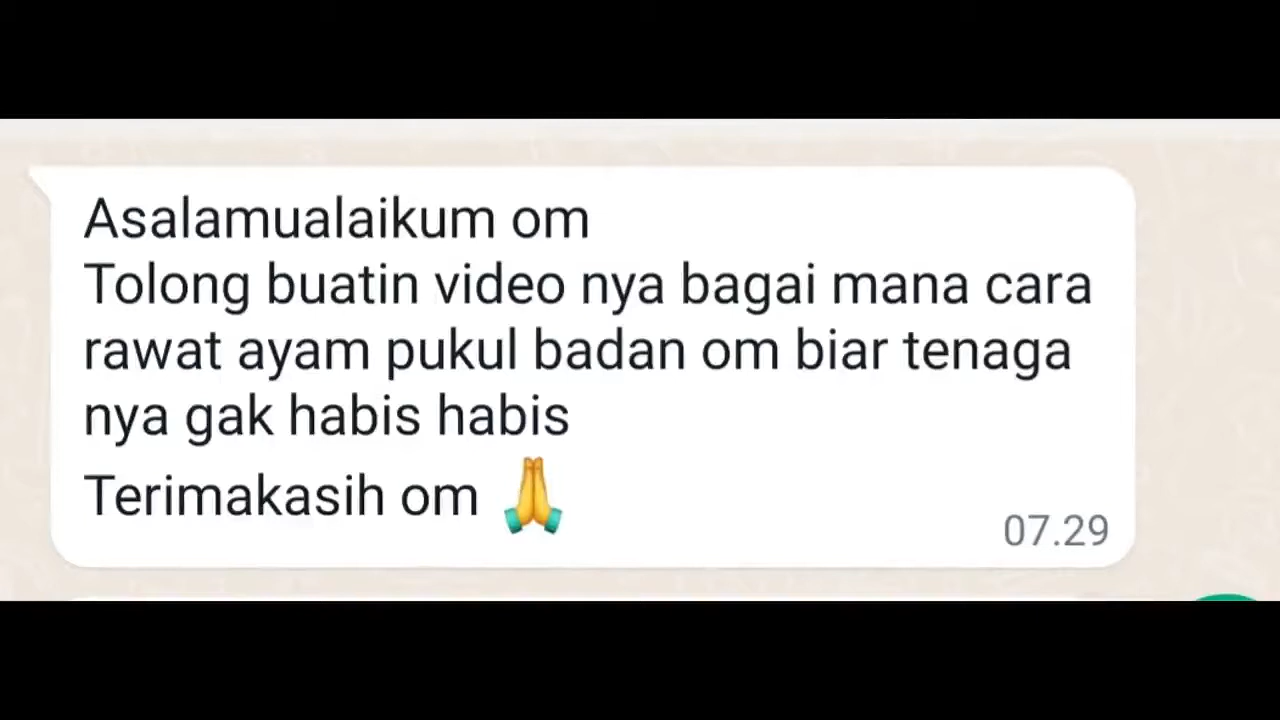 Asalamualaikum om
Tolong buatin video nya bagai mana cara
rawat ayam pukul badan om biar tenaga
nya gak habis habis
Terimakasih om 🙏
07.29